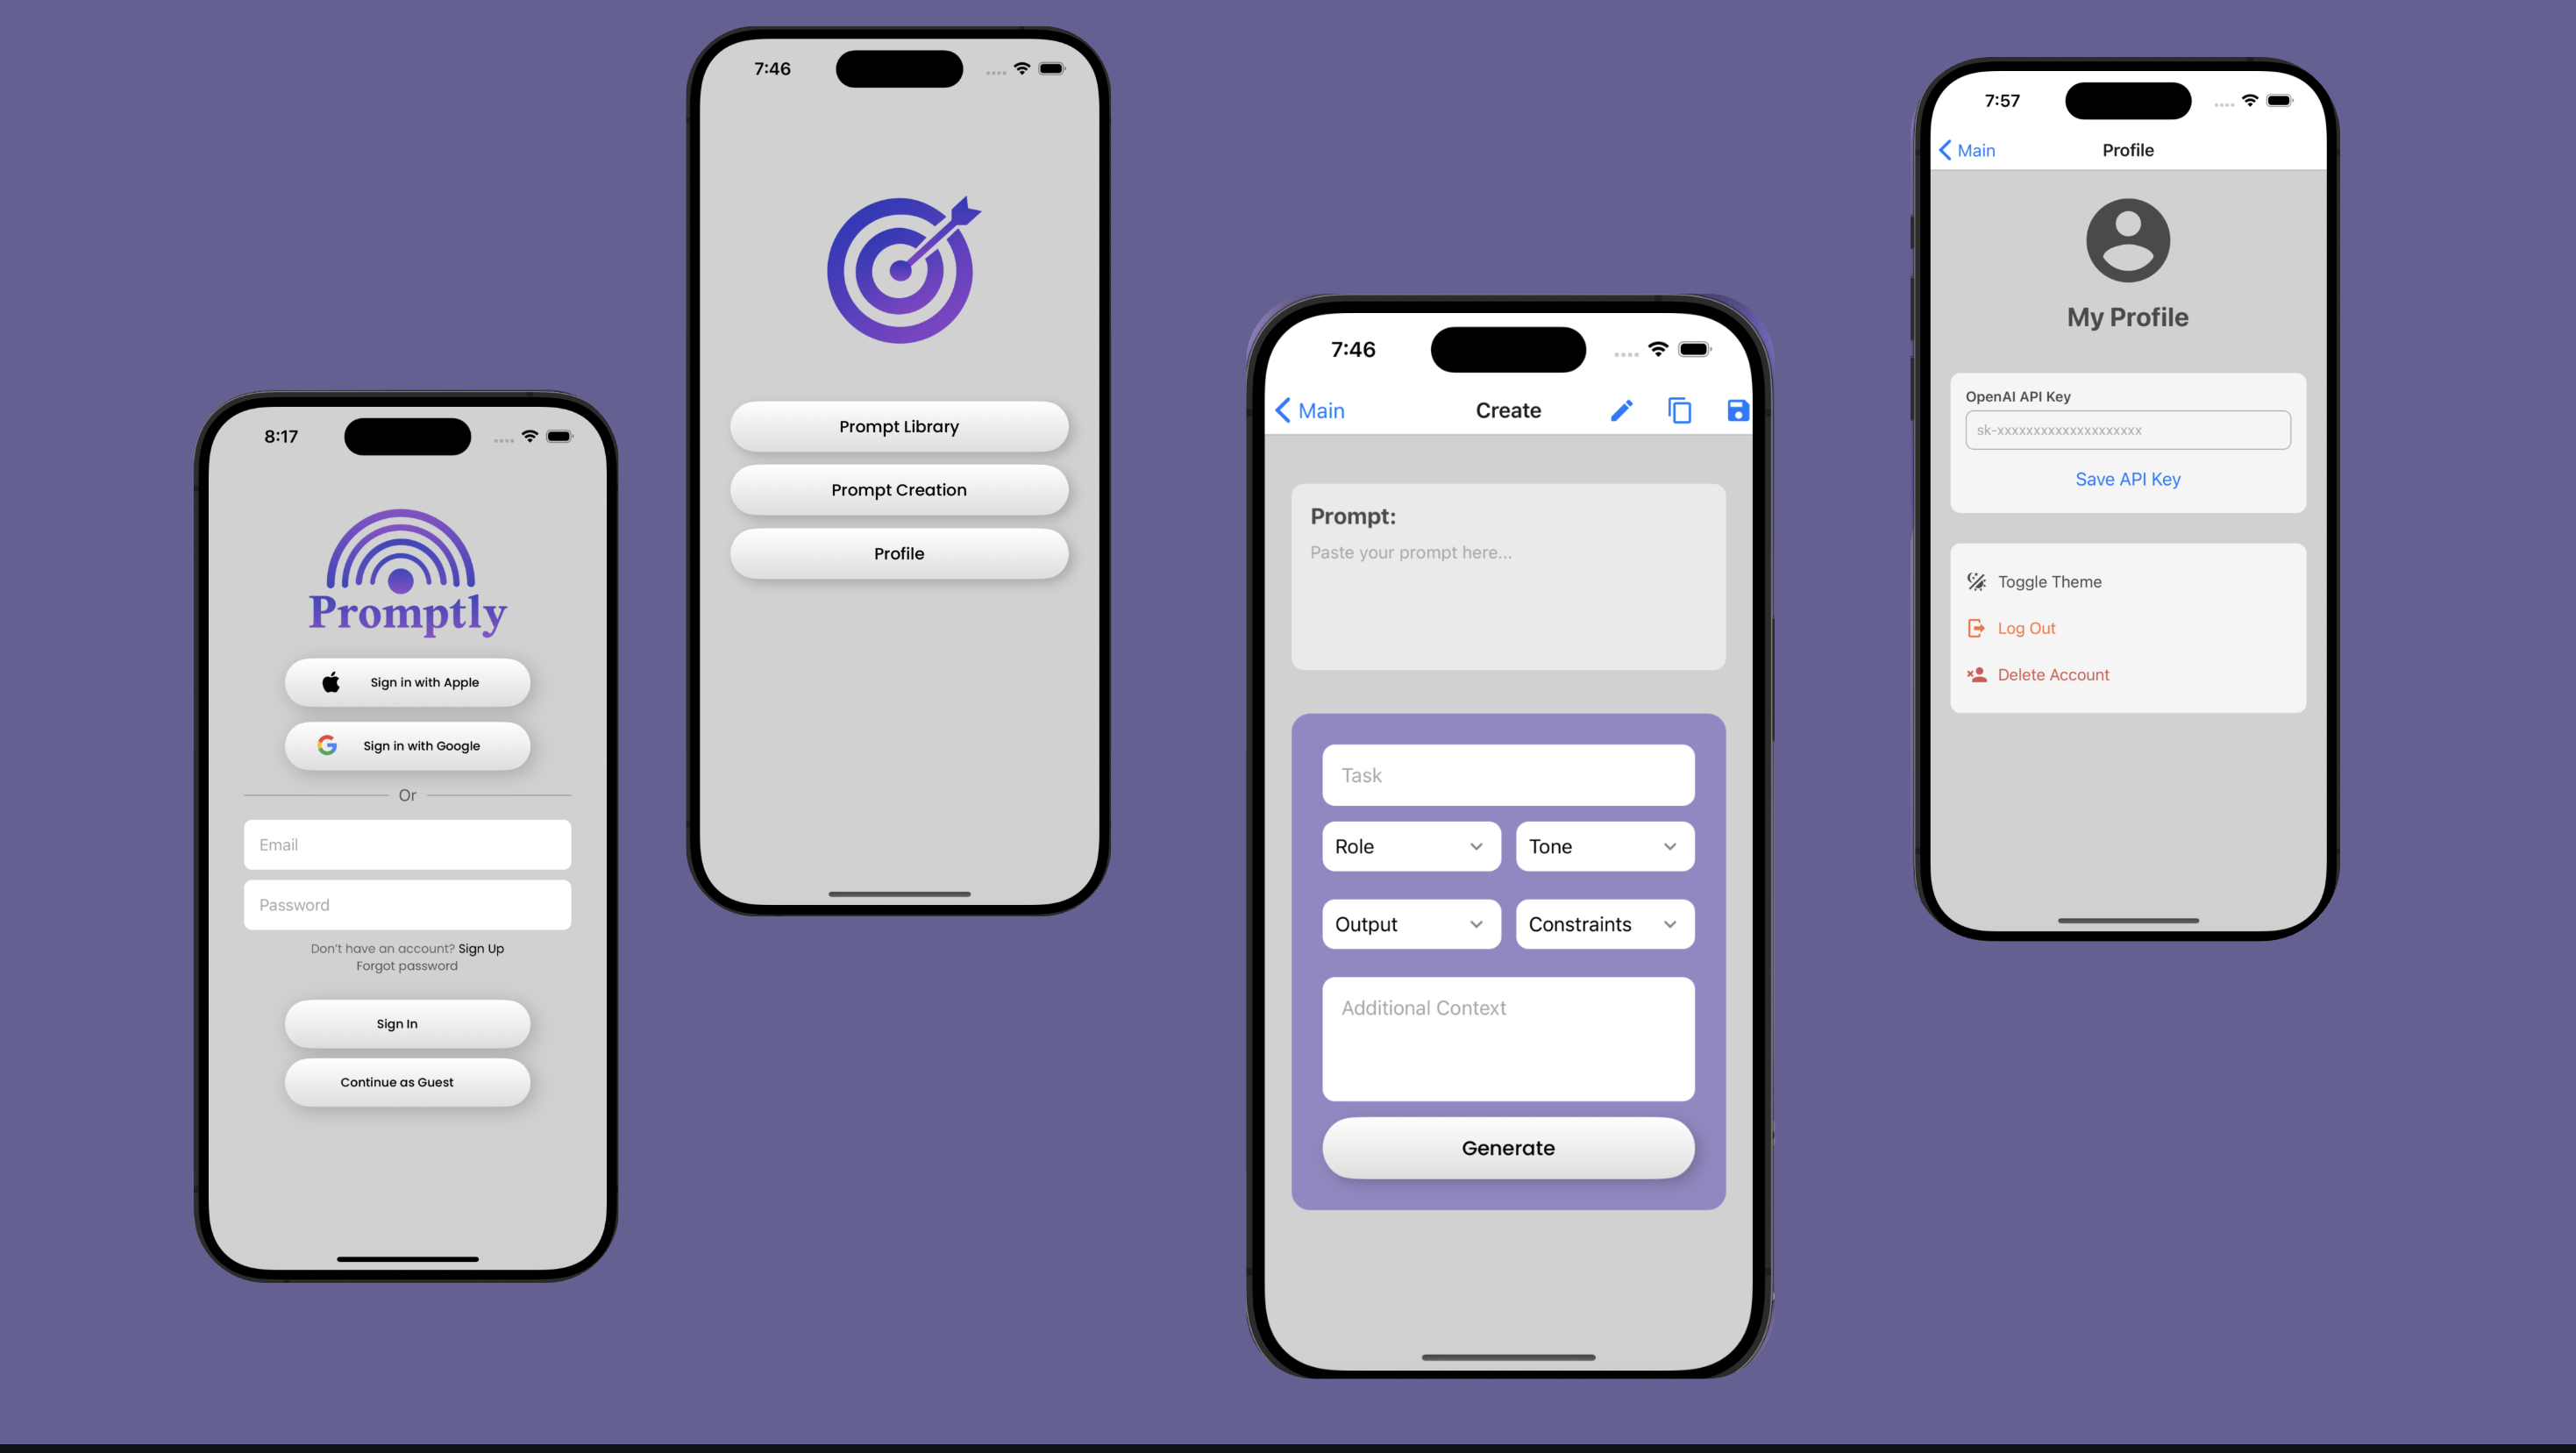 8:17
Promptly
Sign in with Apple
Sign in with Google
Or
Email
Password
Don't have an account? Sign Up
Forgot password
Sign In
Continue as Guest
7:46
Prompt Library
Prompt Creation
Profile
7:46
Main Create
Prompt:
Paste your prompt here...
Task
Role Tone
Output Constraints
Additional Context
Generate
7:57
Main Profile
My Profile
OpenAI API Key
sk-xxxxxxxxxxxxxxxxxxxx
Save API Key
Toggle Theme
Log Out
Delete Account